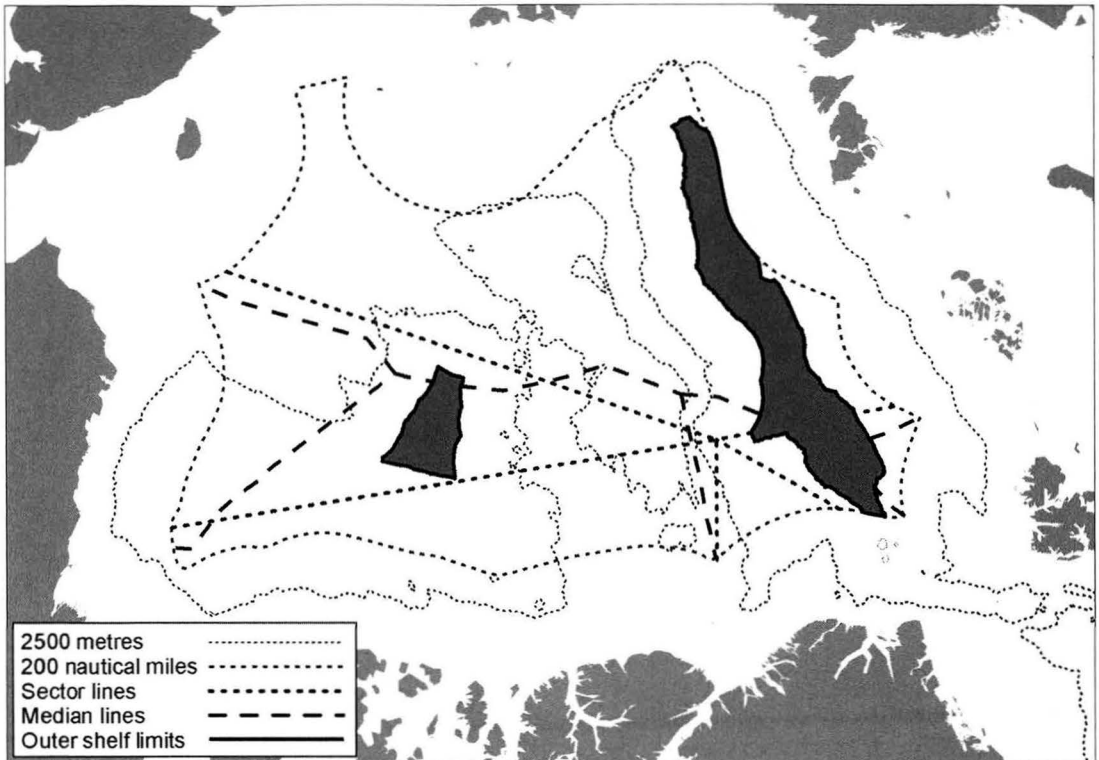 2500 metres
200 nautical miles
Sector lines
Median lines
Outer shelf limits